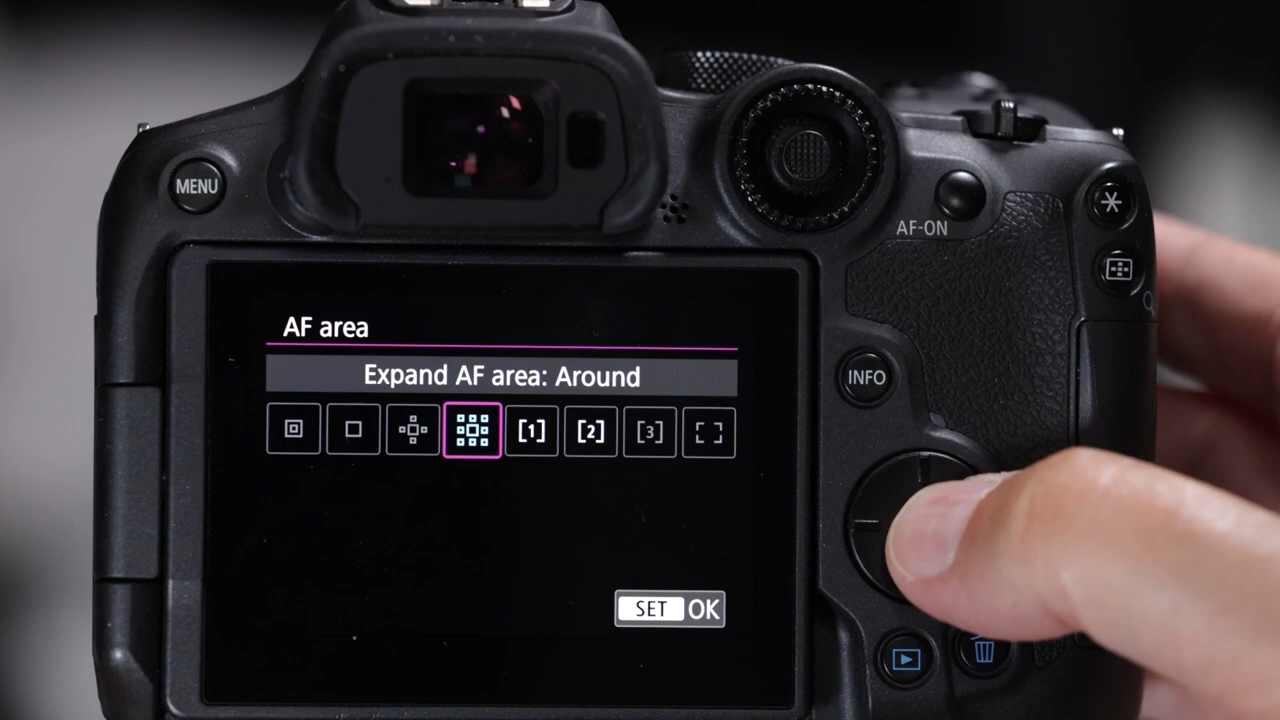 MENU
AF-ON
AF area
Expand AF area: Around
[1] [2] [3]
INFO
SET OK